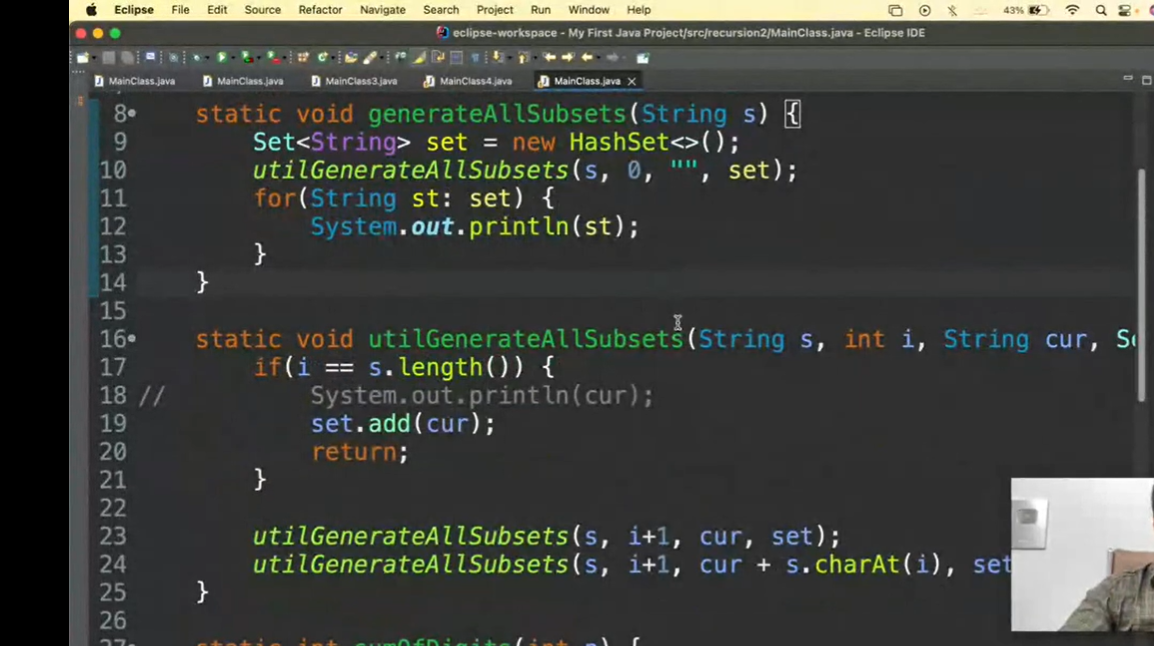 Eclipse File Edit Source Refactor Navigate Search Project Run Window Help 43%
eclipse-workspace - My First Java Project/src/recursion2/MainClass.java - Eclipse IDE
MainClass.java MainClass.java MainClass3.java MainClass4.java MainClass.java
8 static void generateAllSubsets(String s) {
9 Set<String> set = new HashSet<>();
10 utilGenerateAllSubsets(s, 0, "", set);
11 for(String st: set) {
12 System.out.println(st);
13 }
14 }
15
16 static void utilGenerateAllSubsets(String s, int i, String cur,
17 if(i == s.length()) {
18 // System.out.println(cur);
19 set.add(cur);
20 return;
21 }
22
23 utilGenerateAllSubsets(s, i+1, cur, set);
24 utilGenerateAllSubsets(s, i+1, cur + s.charAt(i), set
25 }
26
static int sumOfDigits(int n) {